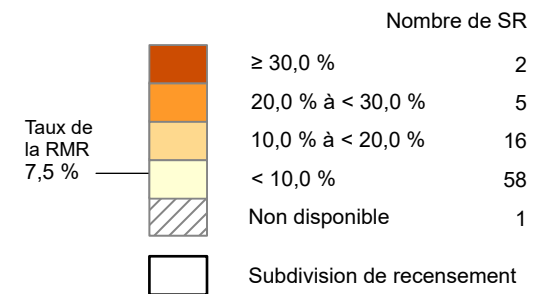 Nombre de SR
≥ 30,0 % 2
20,0 % à < 30,0 % 5
10,0 % à < 20,0 % 16
< 10,0 % 58
Non disponible 1
Taux de
la RMR
7,5 %
Subdivision de recensement